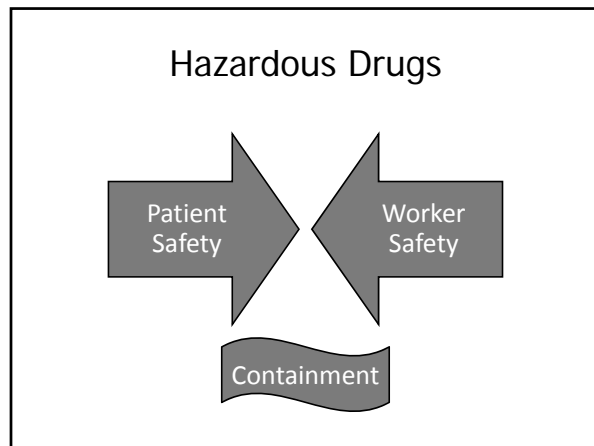 Hazardous Drugs
Patient
Safety
Worker
Safety
Containment